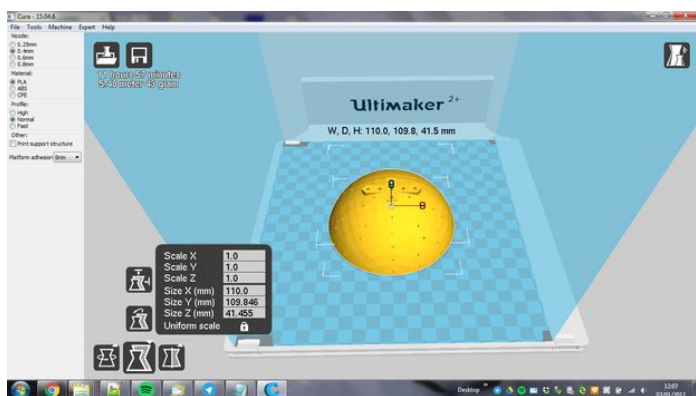 Cura - 15.04.6
File Tools Machine Expert Help
Nozzle:
0.25mm
0.4mm
0.6mm
0.8mm
Material:
PLA
ABS
CPE
Profile:
High
Normal
Fast
Other:
Print support structure
Platform adhesion Brim
11 hours 57 minutes
5.40 meter 43 gram
Ultimaker 2+
W, D, H: 110.0, 109.8, 41.5 mm
Scale X 1.0
Scale Y 1.0
Scale Z 1.0
Size X (mm) 110.0
Size Y (mm) 109.846
Size Z (mm) 41.455
Uniform scale
Desktop
12:07